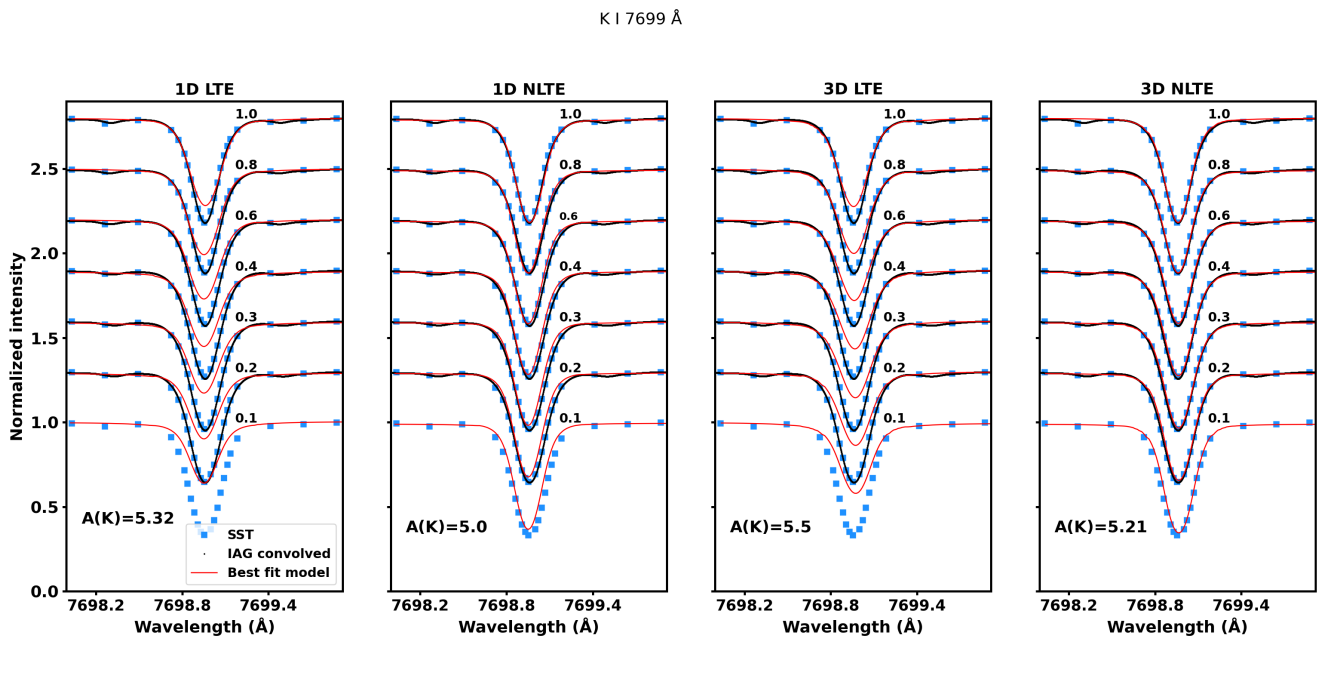 K I 7699 Å
1D LTE
1D NLTE
3D LTE
3D NLTE
Normalized intensity
2.5
2.0
1.5
1.0
0.5
0.0
1.0
0.8
0.6
0.4
0.3
0.2
0.1
A(K)=5.32
SST
IAG convolved
Best fit model
7698.2 7698.8 7699.4
Wavelength (Å)
1.0
0.8
0.6
0.4
0.3
0.2
0.1
A(K)=5.0
7698.2 7698.8 7699.4
Wavelength (Å)
1.0
0.8
0.6
0.4
0.3
0.2
0.1
A(K)=5.5
7698.2 7698.8 7699.4
Wavelength (Å)
1.0
0.8
0.6
0.4
0.3
0.2
0.1
A(K)=5.21
7698.2 7698.8 7699.4
Wavelength (Å)